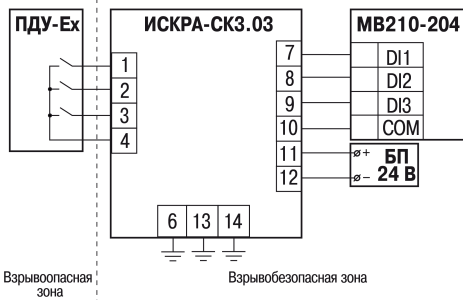 ПДУ-Ex
ИСКРА-СК3.03
МВ210-204
1
2
3
4
7
8
9
10
11
12
DI1
DI2
DI3
COM
+ БП
– 24 В
6 13 14
Взрывоопасная
зона
Взрывобезопасная зона